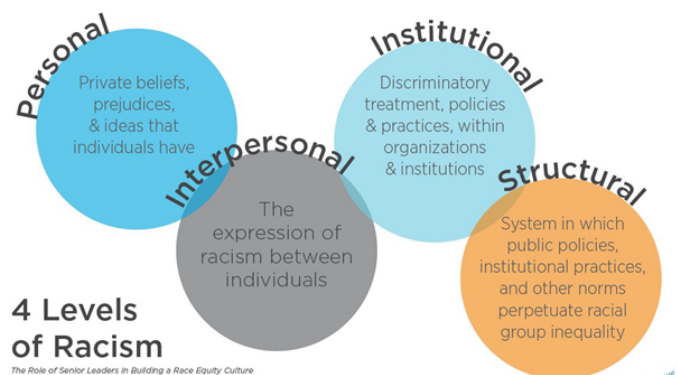 Personal
Private beliefs,
prejudices,
& ideas that
individuals have
Interpersonal
The
expression of
racism between
individuals
Institutional
Discriminatory
treatment, policies
& practices, within
organizations
& institutions
Structural
System in which
public policies,
institutional practices,
and other norms
perpetuate racial
group inequality
4 Levels
of Racism
The Role of Senior Leaders in Building a Race Equity Culture